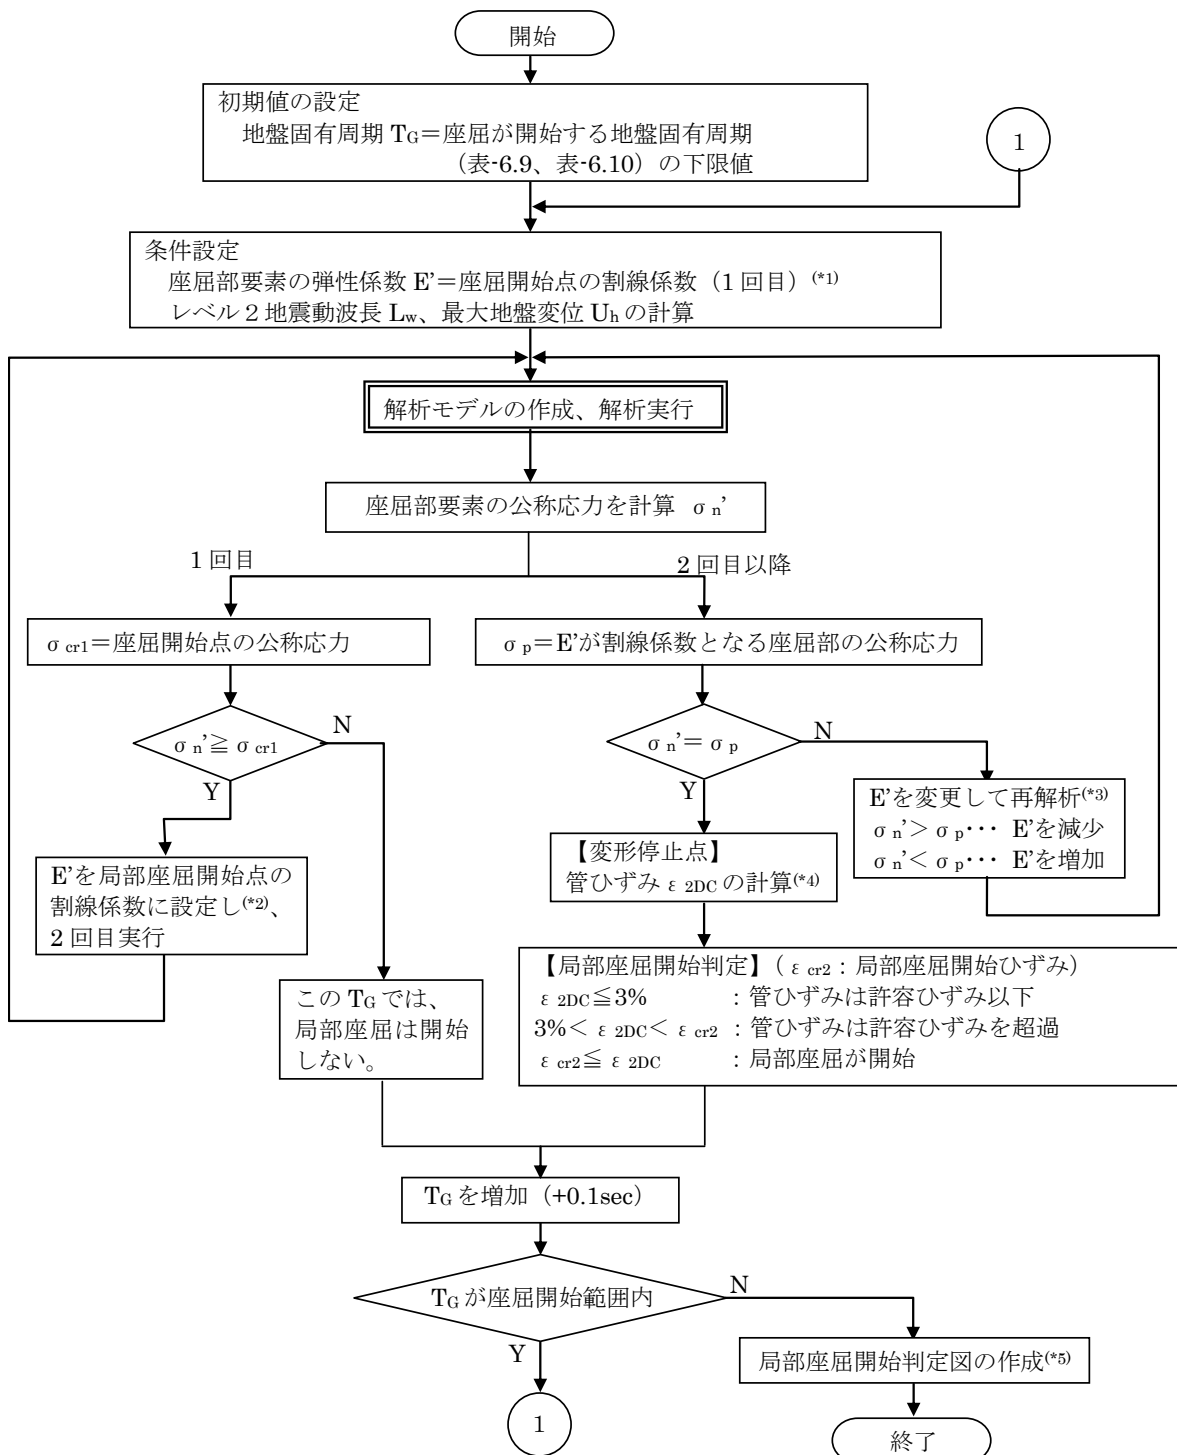 開始
初期値の設定
地盤固有周期 TG＝座屈が開始する地盤固有周期
（表-6.9、表-6.10）の下限値
1
条件設定
座屈部要素の弾性係数 E’＝座屈開始点の割線係数（1 回目）(*1)
レベル２地震動波長 Lw、最大地盤変位 Uh の計算
解析モデルの作成、解析実行
座屈部要素の公称応力を計算 σn’
1 回目
2 回目以降
σcr1＝座屈開始点の公称応力
σp＝E’が割線係数となる座屈部の公称応力
σn’≧σcr1
N
Y
σn’＝σp
N
Y
E’を変更して再解析(*3)
σn’＞σp･･･ E’を減少
σn’＜σp･･･ E’を増加
E’を局部座屈開始点の
割線係数に設定し(*2)、
2 回目実行
【変形停止点】
管ひずみ ε2DC の計算(*4)
この TG では、
局部座屈は開始
しない。
【局部座屈開始判定】（εcr2：局部座屈開始ひずみ）
ε2DC≦3% ：管ひずみは許容ひずみ以下
3%＜ε2DC＜εcr2 ：管ひずみは許容ひずみを超過
εcr2≦ε2DC ：局部座屈が開始
TG を増加（+0.1sec）
TG が座屈開始範囲内
N
Y
局部座屈開始判定図の作成(*5)
1
終了